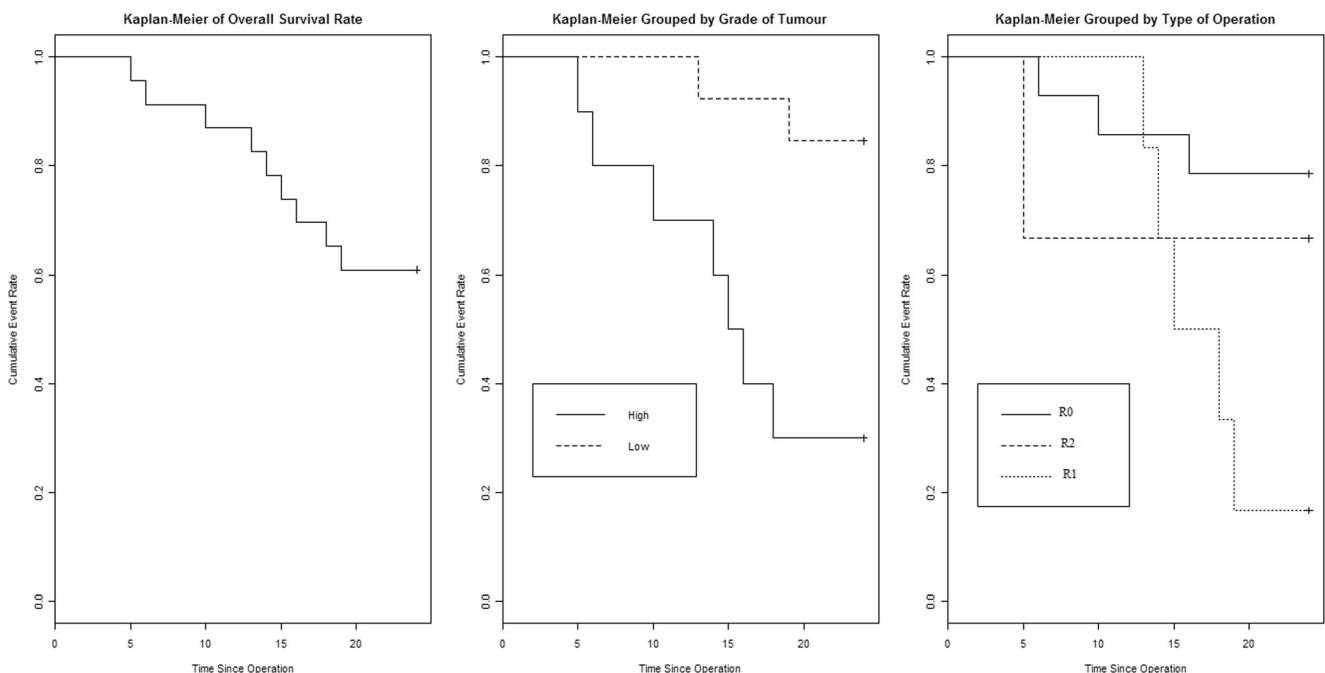 Kaplan-Meier of Overall Survival Rate
Cumulative Event Rate
1.0
0.8
0.6
0.4
0.2
0.0
0 5 10 15 20
Time Since Operation
Kaplan-Meier Grouped by Grade of Tumour
Cumulative Event Rate
1.0
0.8
0.6
0.4
0.2
0.0
High
Low
0 5 10 15 20
Time Since Operation
Kaplan-Meier Grouped by Type of Operation
Cumulative Event Rate
1.0
0.8
0.6
0.4
0.2
0.0
R0
R2
R1
0 5 10 15 20
Time Since Operation